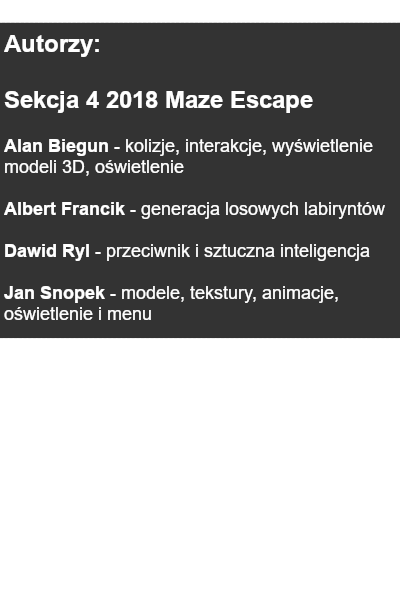 Autorzy:
Sekcja 4 2018 Maze Escape
Alan Biegun - kolizje, interakcje, wyświetlenie
modeli 3D, oświetlenie
Albert Francik - generacja losowych labiryntów
Dawid Ryl - przeciwnik i sztuczna inteligencja
Jan Snopek - modele, tekstury, animacje,
oświetlenie i menu